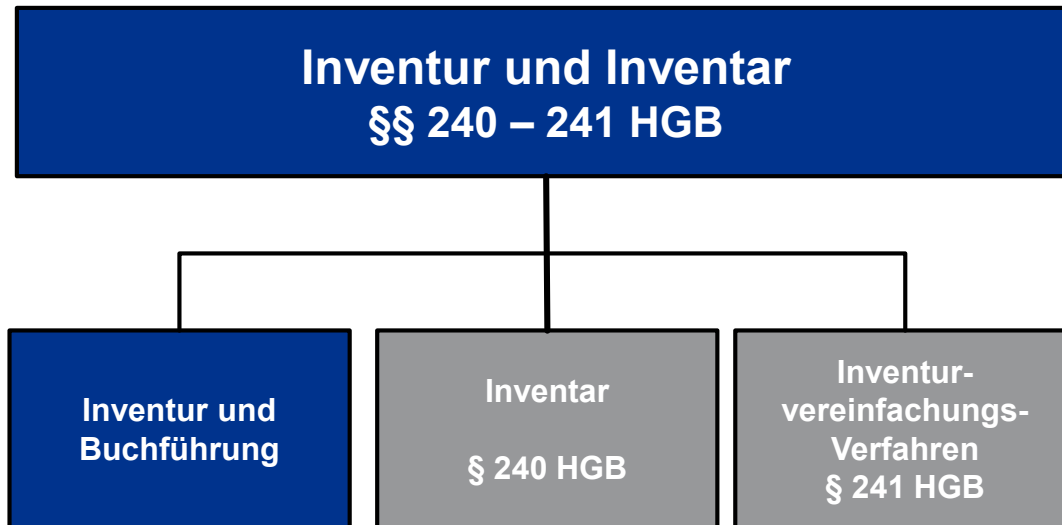 Inventur und Inventar
§§ 240 – 241 HGB
Inventur und
Buchführung
Inventar
§ 240 HGB
Inventur-
vereinfachungs-
Verfahren
§ 241 HGB